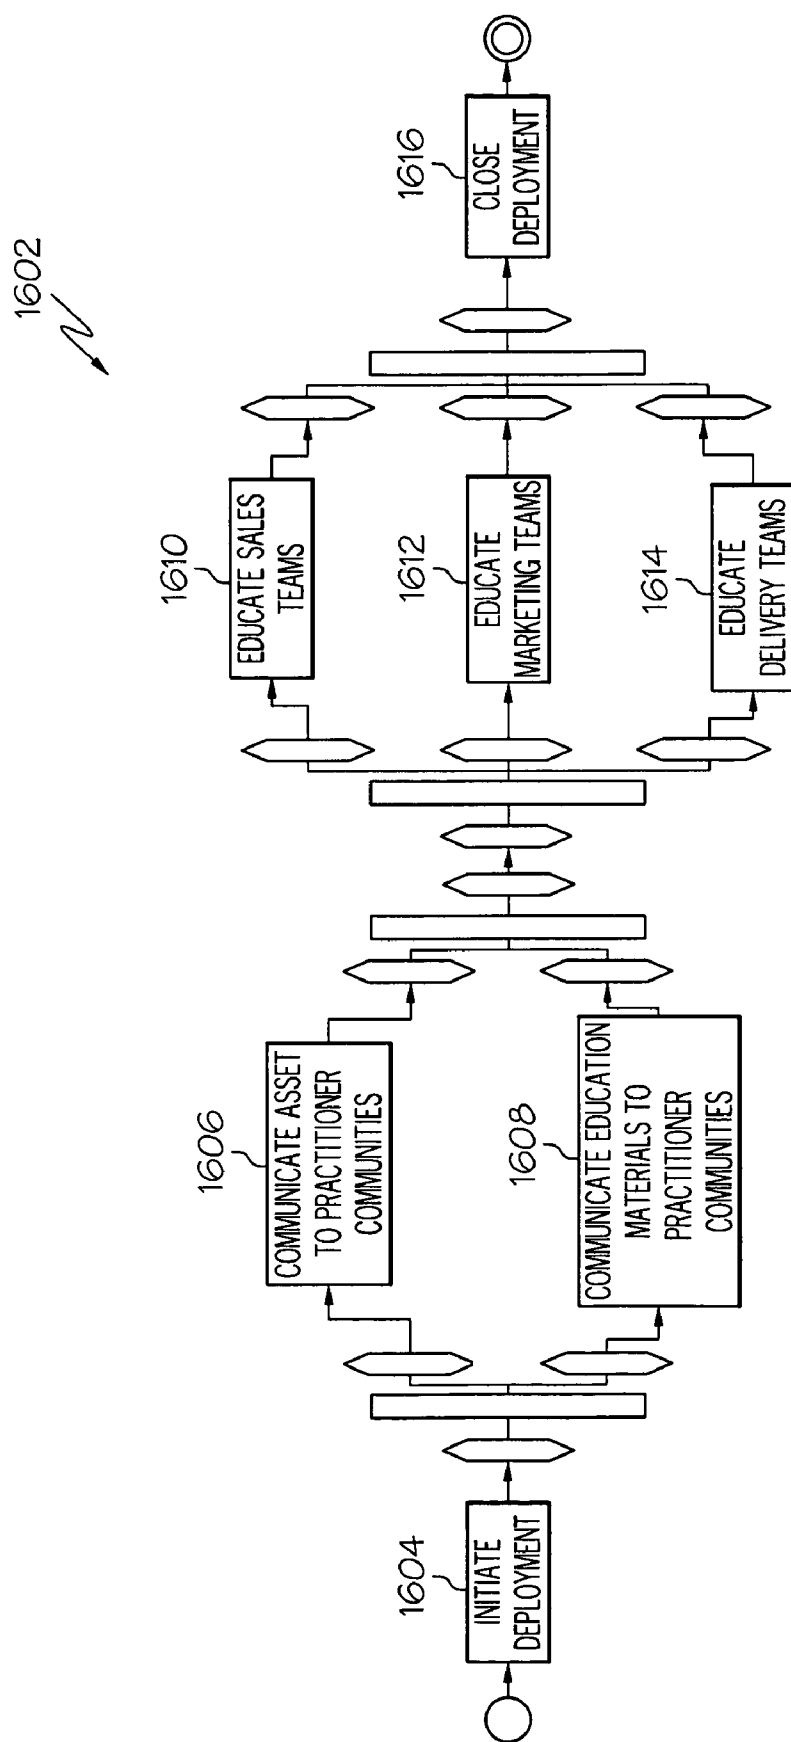 1602
1604
INITIATE
DEPLOYMENT
1606
COMMUNICATE ASSET
TO PRACTITIONER
COMMUNITIES
1608
COMMUNICATE EDUCATION
MATERIALS TO
PRACTITIONER
COMMUNITIES
1610
EDUCATE SALES
TEAMS
1612
EDUCATE
MARKETING TEAMS
1614
EDUCATE
DELIVERY TEAMS
1616
CLOSE
DEPLOYMENT